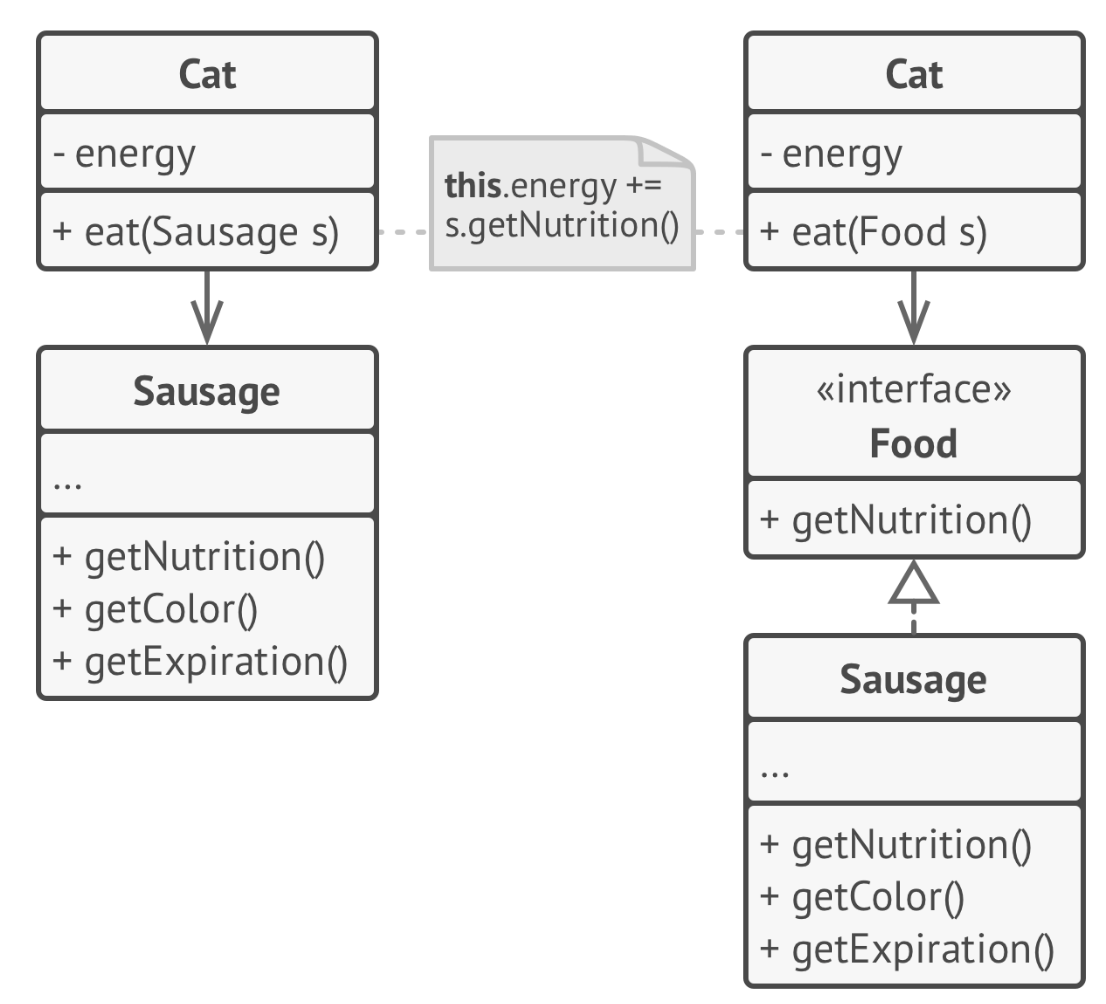 Cat
- energy
+ eat(Sausage s)
Sausage
...
+ getNutrition()
+ getColor()
+ getExpiration()
this.energy +=
s.getNutrition()
Cat
- energy
+ eat(Food s)
«interface»
Food
+ getNutrition()
Sausage
...
+ getNutrition()
+ getColor()
+ getExpiration()